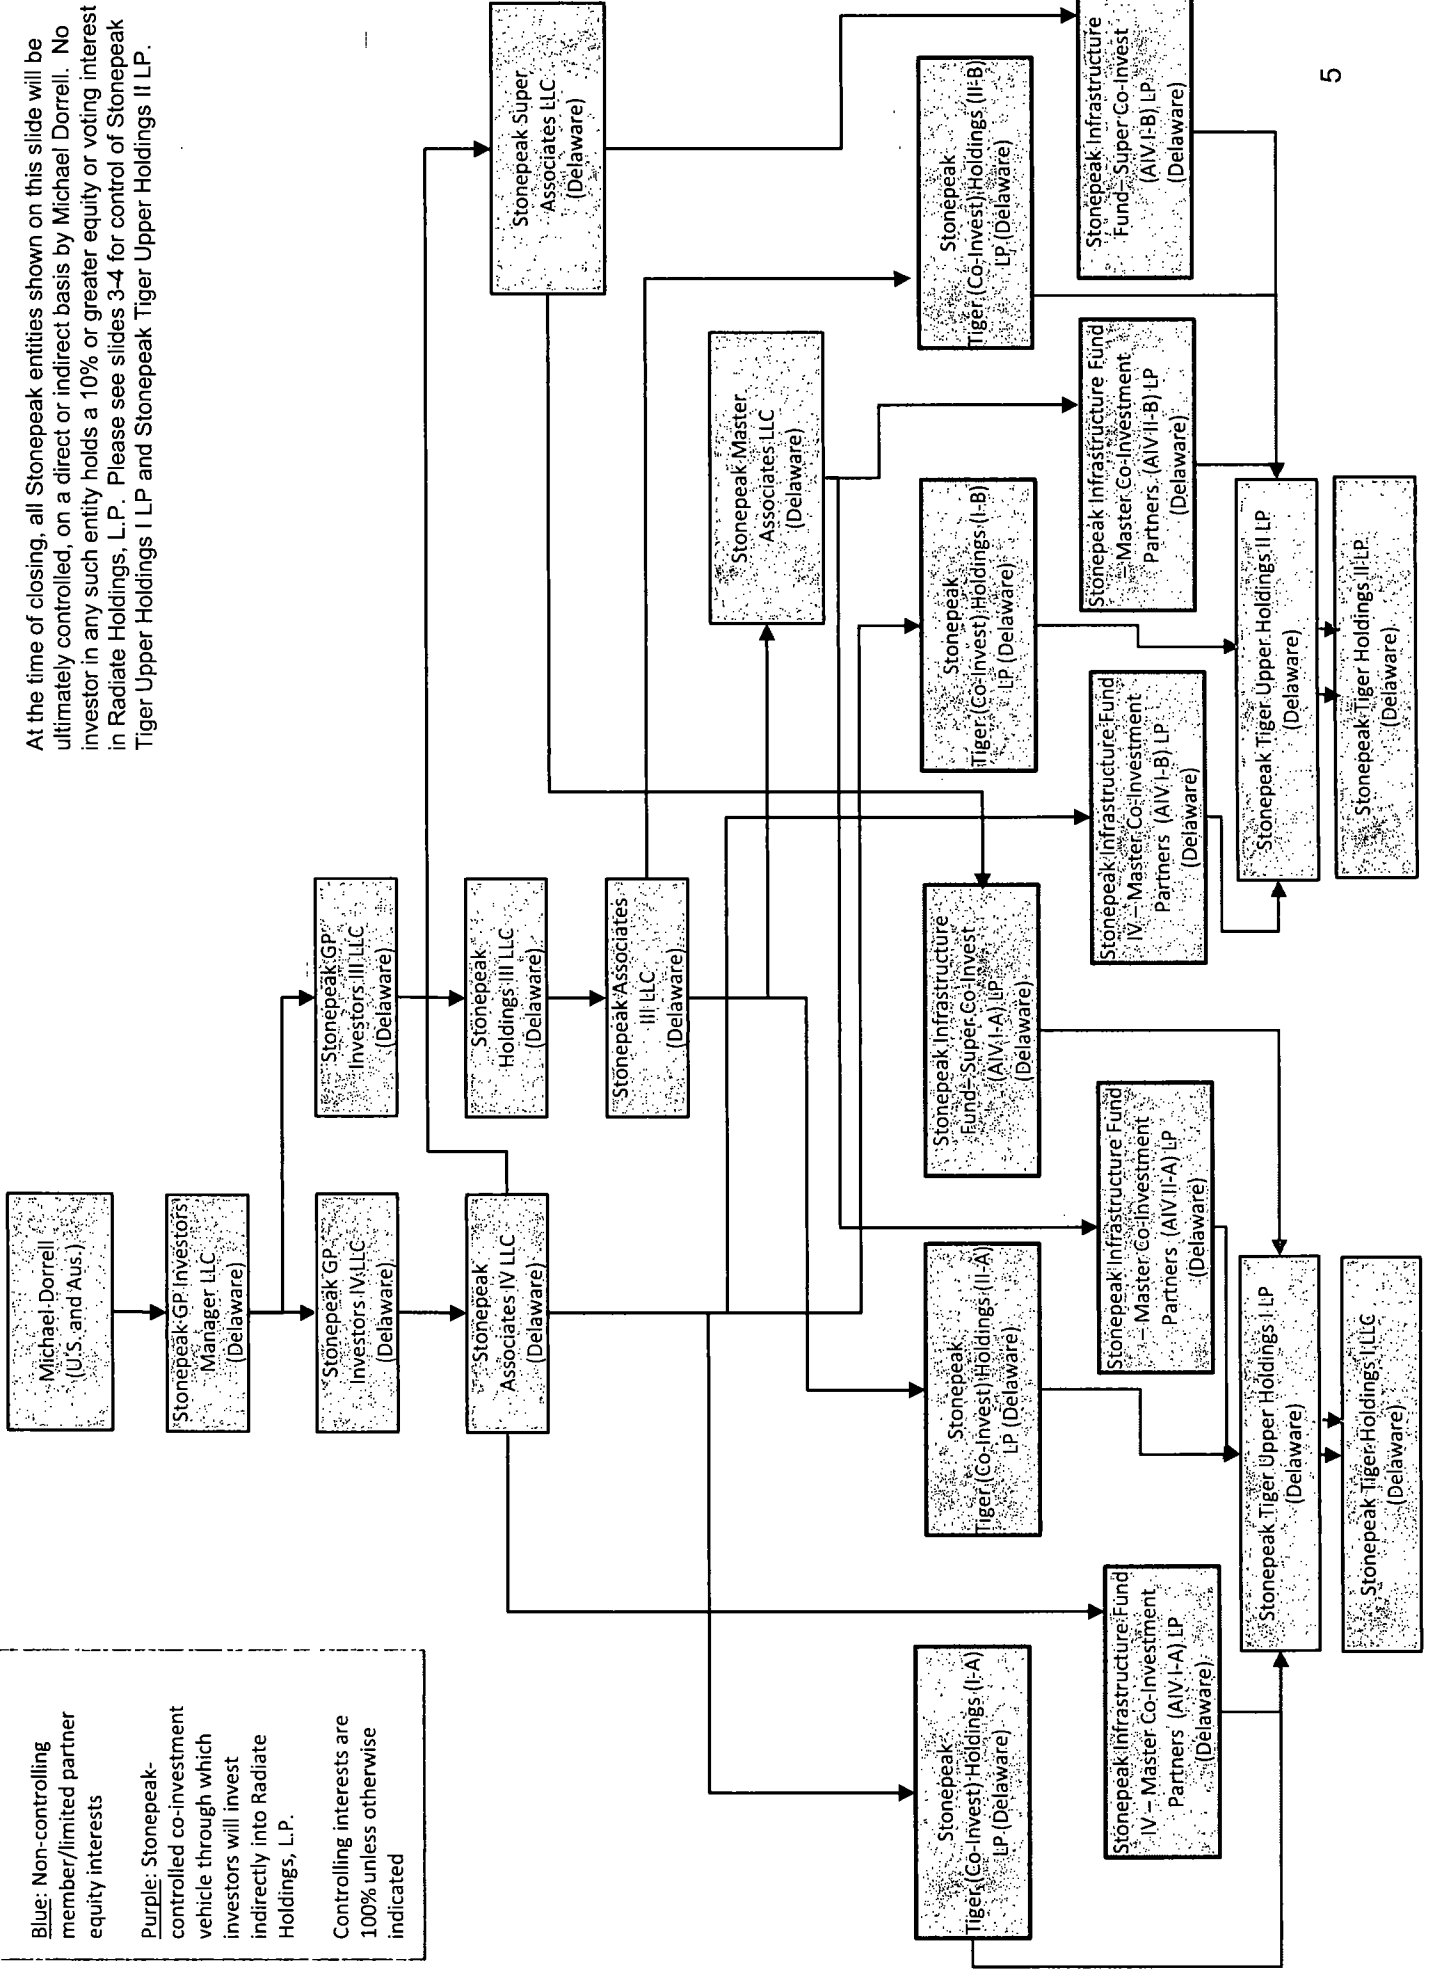 Blue: Non-controlling
member/limited partner
equity interests
Purple: Stonepeak-
controlled co-investment
vehicle through which
investors will invest
indirectly into Radiate
Holdings, L.P.
Controlling interests are
100% unless otherwise
indicated
At the time of closing, all Stonepeak entities shown on this slide will be
ultimately controlled, on a direct or indirect basis by Michael Dorrell. No
investor in any such entity holds a 10% or greater equity or voting interest
in Radiate Holdings, L.P. Please see slides 3-4 for control of Stonepeak
Tiger Upper Holdings I LP and Stonepeak Tiger Upper Holdings II LP.
Michael Dorrell
(U.S. and Aus.)
Stonepeak GP Investors
Manager LLC
(Delaware)
Stonepeak GP
Investors IV LLC
(Delaware)
Stonepeak GP
Investors III LLC
(Delaware)
Stonepeak
Associates IV LLC
(Delaware)
Stonepeak
Holdings III LLC
(Delaware)
Stonepeak Super
Associates LLC
(Delaware)
Stonepeak Associates
III LLC
(Delaware)
Stonepeak Master
Associates LLC
(Delaware)
Stonepeak
Tiger (Co-Invest) Holdings (I-A)
LP (Delaware)
Stonepeak
Tiger (Co-Invest) Holdings (II-A)
LP (Delaware)
Stonepeak Infrastructure
Fund– Super Co-Invest
(AIV I-A) LP
(Delaware)
Stonepeak
Tiger (Co-Invest) Holdings (I-B)
LP (Delaware)
Stonepeak
Tiger (Co-Invest) Holdings (II-B)
LP (Delaware)
Stonepeak Infrastructure Fund
IV – Master Co-Investment
Partners (AIV I-A) LP
(Delaware)
Stonepeak Infrastructure Fund
– Master Co-Investment
Partners (AIV II-A) LP
(Delaware)
Stonepeak Infrastructure Fund
IV – Master Co-Investment
Partners (AIV I-B) LP
(Delaware)
Stonepeak Infrastructure Fund
– Master Co-Investment
Partners (AIV II-B) LP
(Delaware)
Stonepeak Infrastructure
Fund– Super Co-Invest
(AIV I-B) LP
(Delaware)
Stonepeak Tiger Upper Holdings I LP
(Delaware)
Stonepeak Tiger Upper Holdings II LP
(Delaware)
Stonepeak Tiger Holdings I LLC
(Delaware)
Stonepeak Tiger Holdings II LP
(Delaware)
5